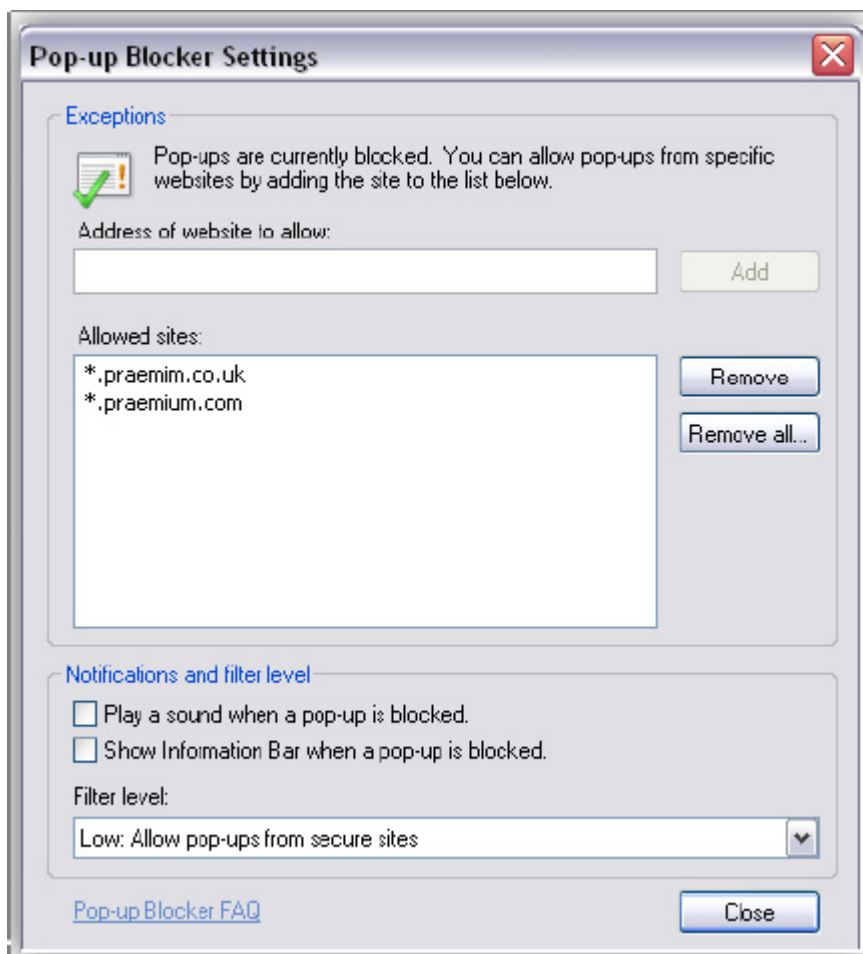 Pop-up Blocker Settings
Exceptions
Pop-ups are currently blocked. You can allow pop-ups from specific
websites by adding the site to the list below.
Address of website to allow:
Add
Allowed sites:
*.praemim.co.uk
*.praemium.com
Remove
Remove all...
Notifications and filter level
Play a sound when a pop-up is blocked.
Show Information Bar when a pop-up is blocked.
Filter level:
Low: Allow pop-ups from secure sites
Pop-up Blocker FAQ
Close